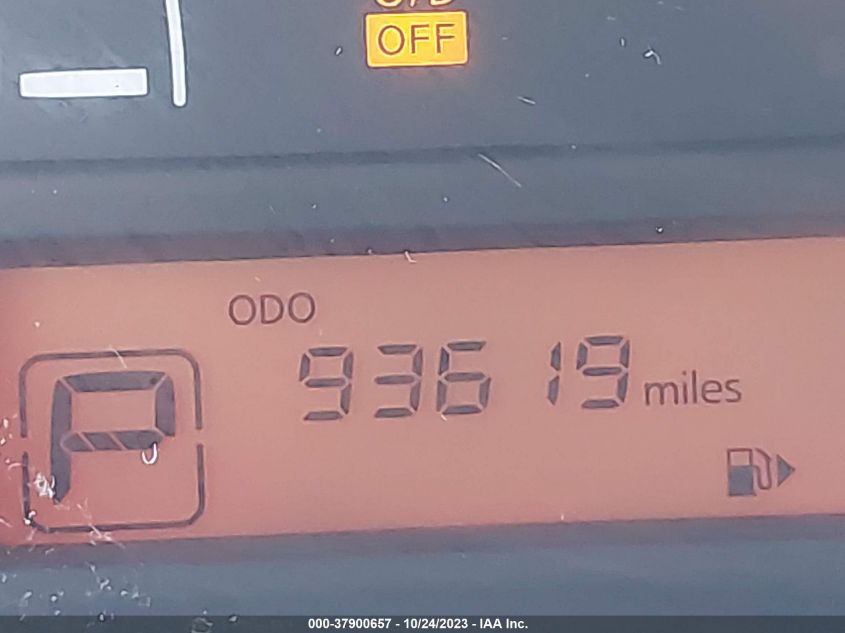 OFF
ODO
93619 miles
P
000-37900657 - 10/24/2023 - IAA Inc.